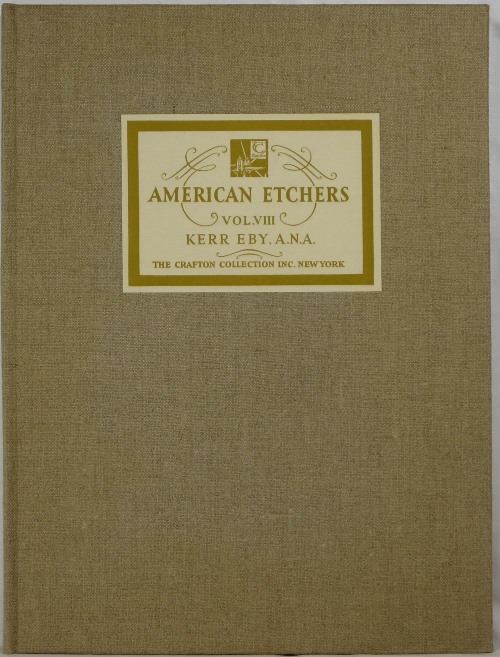 C
AMERICAN ETCHERS
VOL.VIII
KERR EBY, A.N.A.
THE CRAFTON COLLECTION INC. NEW YORK